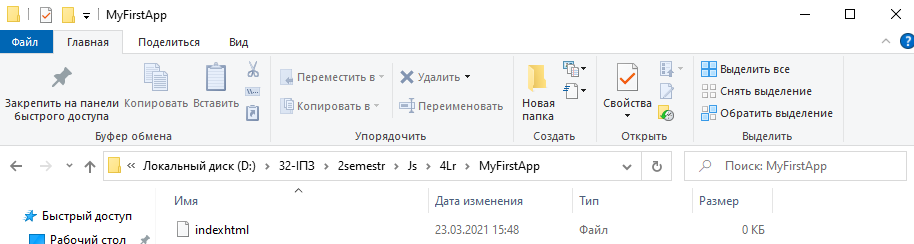 MyFirstApp
Файл Главная Поделиться Вид
Закрепить на панели быстрого доступа
Копировать
Вставить
Переместить в
Копировать в
Удалить
Переименовать
Новая папка
Свойства
Выделить все
Снять выделение
Обратить выделение
Буфер обмена Упорядочить Создать Открыть Выделить
« Локальный диск (D:) > 32-ІПЗ > 2semestr > Js > 4Lr > MyFirstApp
Поиск: MyFirstApp
Быстрый доступ
Рабочий стол
Имя Дата изменения Тип Размер
indexhtml 23.03.2021 15:48 Файл 0 КБ